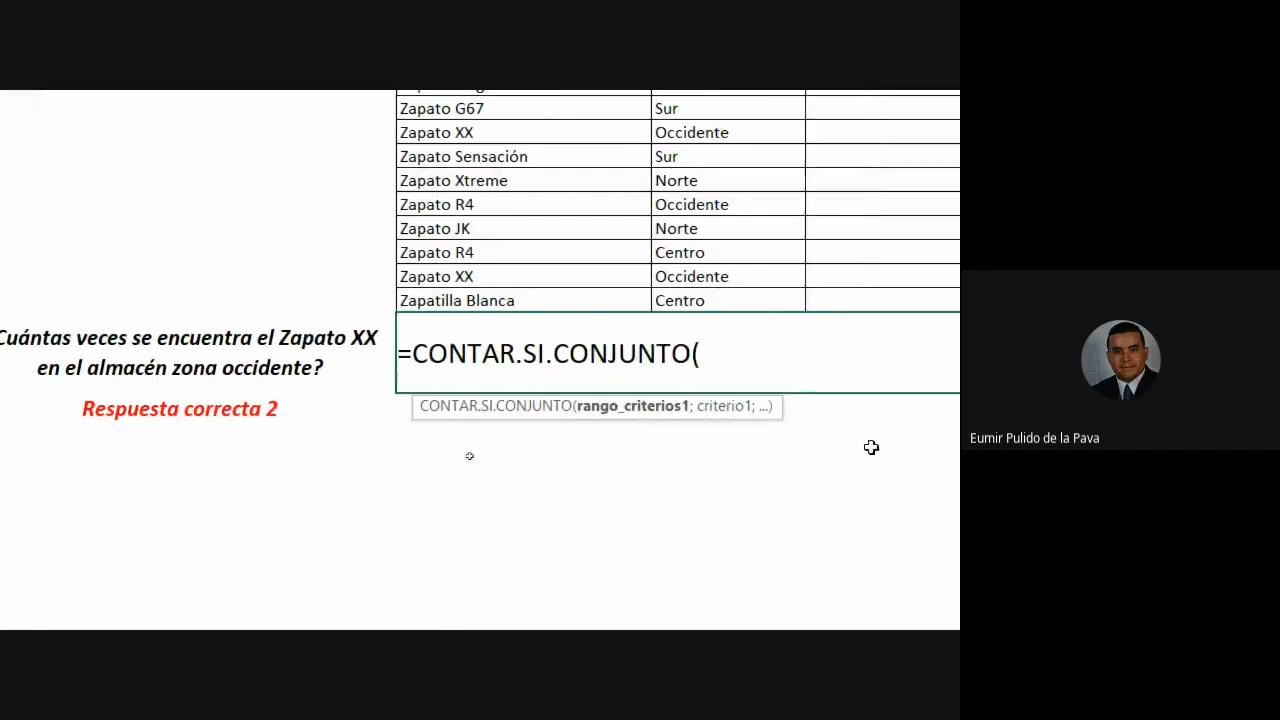 Zapato G67 Sur
Zapato XX Occidente
Zapato Sensación Sur
Zapato Xtreme Norte
Zapato R4 Occidente
Zapato JK Norte
Zapato R4 Centro
Zapato XX Occidente
Zapatilla Blanca Centro
Cuántas veces se encuentra el Zapato XX
en el almacén zona occidente?
Respuesta correcta 2
=CONTAR.SI.CONJUNTO(
CONTAR.SI.CONJUNTO(rango_criterios1; criterio1; ...)
Eumir Pulido de la Pava